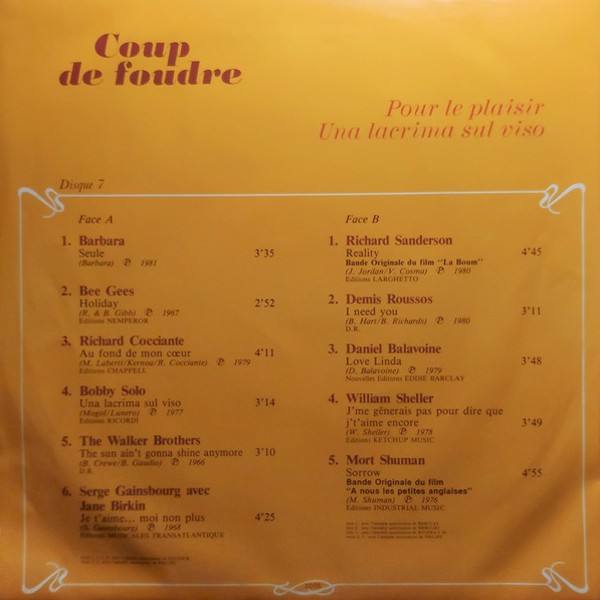 Coup
de foudre
Pour le plaisir
Una lacrima sul viso
Disque 7
Face A
1. Barbara
Seule 3'35
(Barbara) ℗ 1981
2. Bee Gees
Holiday 2'52
(R. & B. Gibb) ℗ 1967
Editions NEMPEROR
3. Richard Cocciante
Au fond de mon cœur 4'11
(M. Laberti/Kernoa/R. Cocciante) ℗ 1979
Editions CHAPPELL
4. Bobby Solo
Una lacrima sul viso 3'14
(Mogol/Lunero) ℗ 1977
Editions RICORDI
5. The Walker Brothers
The sun ain't gonna shine anymore 3'10
(B. Crewe/B. Gaudio) ℗ 1966
D.R.
6. Serge Gainsbourg avec
Jane Birkin
Je t'aime... moi non plus 4'25
(S. Gainsbourg) ℗ 1968
Editions MUSICALES TRANSATLANTIQUE
Face B
1. Richard Sanderson
Reality 4'45
Bande Originale du film "La Boum"
(J. Jordan/V. Cosma) ℗ 1980
Editions LARGHETTO
2. Demis Roussos
I need you 3'11
(B. Hart/B. Richards) ℗ 1980
D.R.
3. Daniel Balavoine
Love Linda 3'48
(D. Balavoine) ℗ 1979
Nouvelles Editions EDDIE BARCLAY
4. William Sheller
J'me gênerais pas pour dire que
j't'aime encore 3'49
(W. Sheller) ℗ 1978
Editions KETCHUP MUSIC
5. Mort Shuman
Sorrow 4'55
Bande Originale du film
"A nous les petites anglaises"
(M. Shuman) ℗ 1976
Editions INDUSTRIAL MUSIC